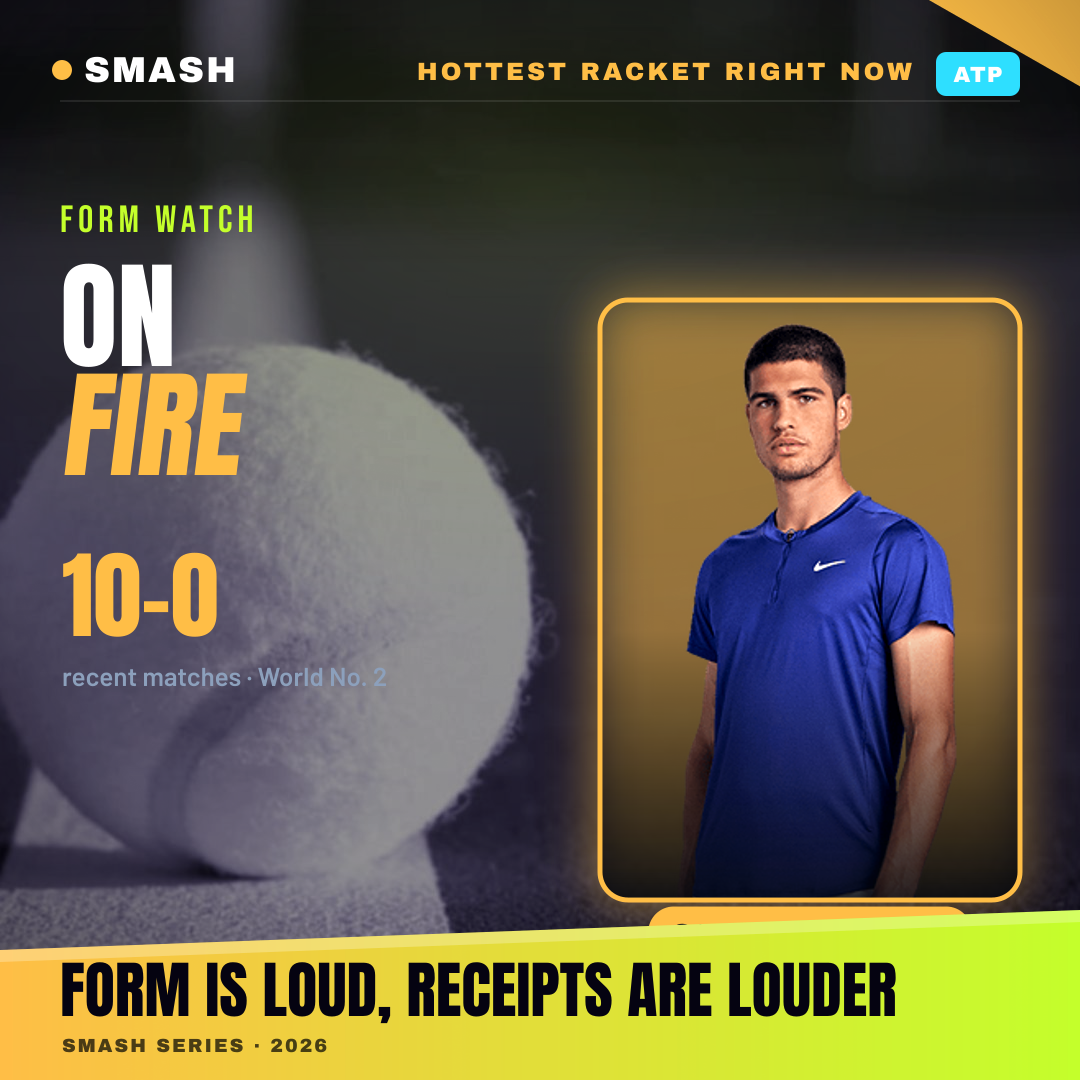 SMASH
HOTTEST RACKET RIGHT NOW
ATP
FORM WATCH
ON
FIRE
10-0
recent matches · World No. 2
FORM IS LOUD, RECEIPTS ARE LOUDER
SMASH SERIES · 2026